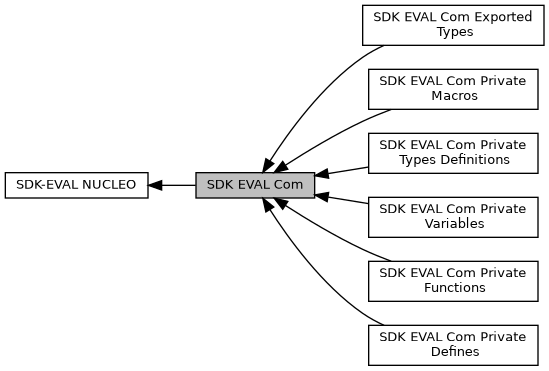 SDK EVAL Com Exported
Types
SDK EVAL Com Private
Macros
SDK EVAL Com Private
Types Definitions
SDK-EVAL NUCLEO
SDK EVAL Com
SDK EVAL Com Private
Variables
SDK EVAL Com Private
Functions
SDK EVAL Com Private
Defines